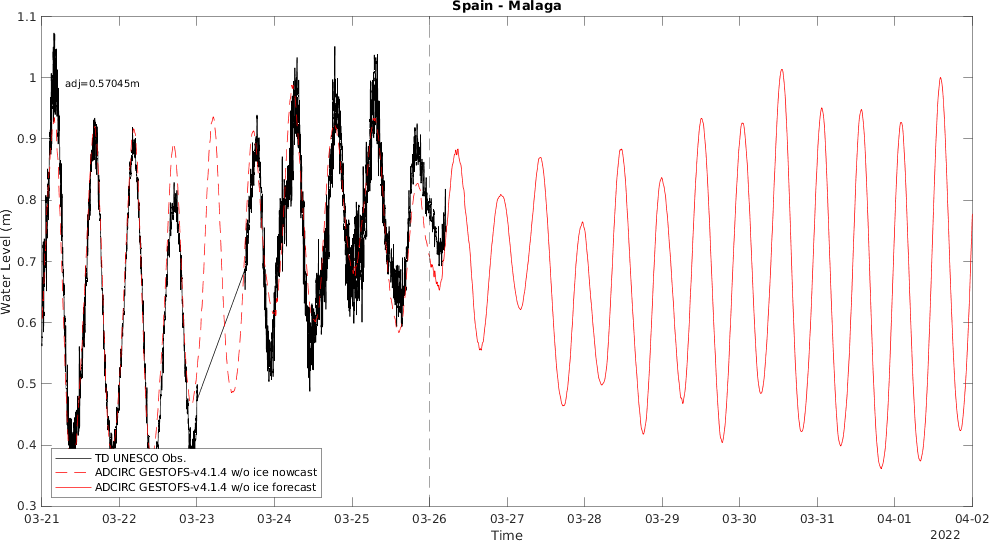 Spain - Malaga
1.1
1
adj=0.57045m
0.9
0.8
0.7
Water Level (m)
0.6
0.5
0.4
0.3
TD UNESCO Obs.
ADCIRC GESTOFS-v4.1.4 w/o ice nowcast
ADCIRC GESTOFS-v4.1.4 w/o ice forecast
03-21 03-22 03-23 03-24 03-25 03-26 03-27 03-28 03-29 03-30 03-31 04-01 04-02
Time
2022